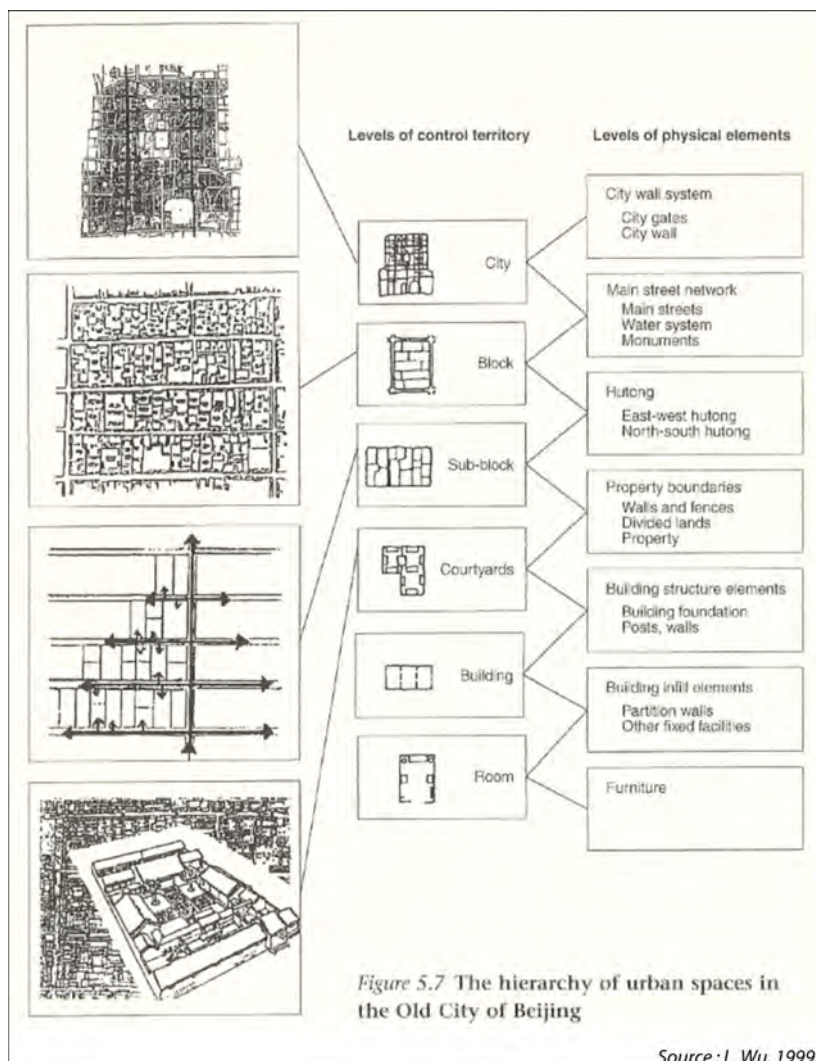 Levels of control territory
Levels of physical elements
City
Block
Sub-block
Courtyards
Building
Room
City wall system
City gates
City wall
Main street network
Main streets
Water system
Monuments
Hutong
East-west hutong
North-south hutong
Property boundaries
Walls and fences
Divided lands
Property
Building structure elements
Building foundation
Posts, walls
Building infill elements
Partition walls
Other fixed facilities
Furniture
Figure 5.7 The hierarchy of urban spaces in
the Old City of Beijing
Source : L. Wu, 1999